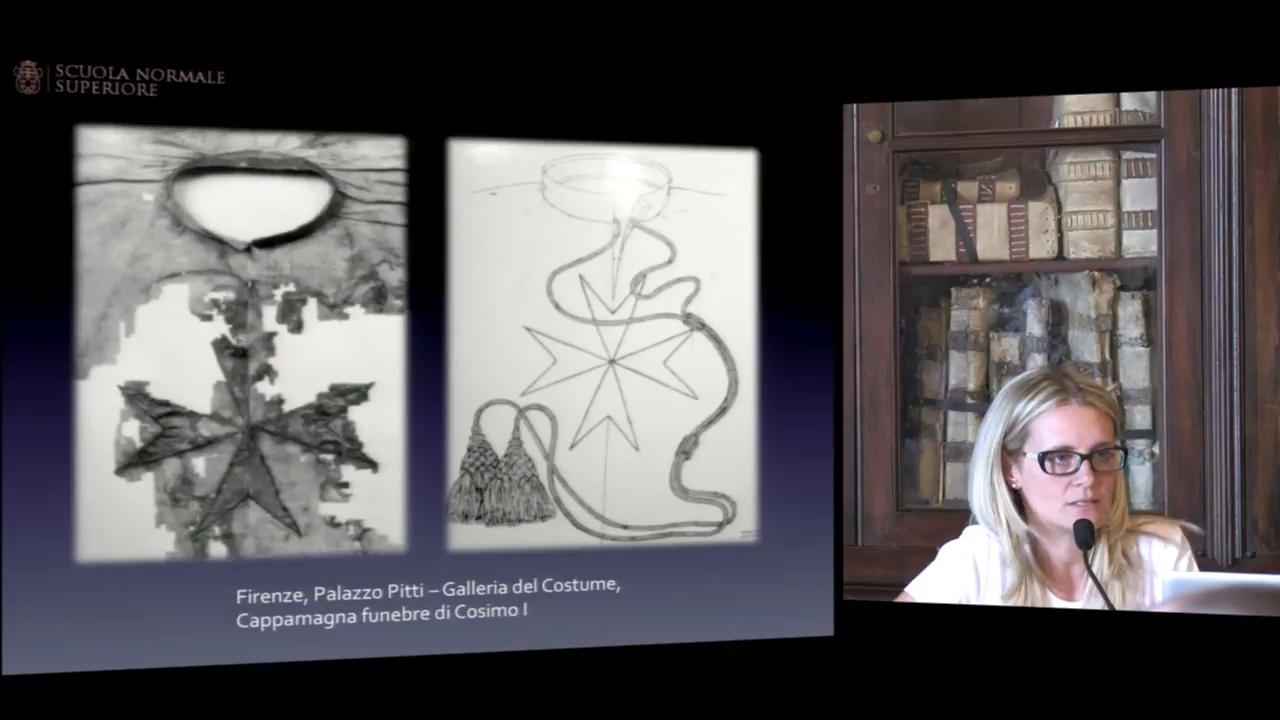 SCUOLA NORMALE
SUPERIORE
Firenze, Palazzo Pitti – Galleria del Costume,
Cappamagna funebre di Cosimo I